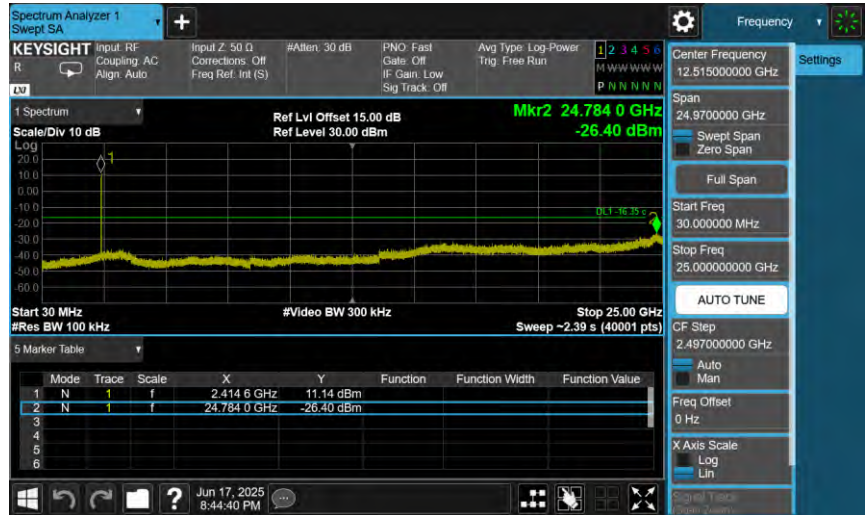 Spectrum Analyzer 1
Swept SA
+
Frequency
KEYSIGHT
R
LXI
Input: RF
Coupling: AC
Align: Auto
Input Z: 50 Ω
Corrections: Off
Freq Ref: Int (S)
#Atten: 30 dB
PNO: Fast
Gate: Off
IF Gain: Low
Sig Track: Off
Avg Type: Log-Power
Trig: Free Run
1 2 3 4 5 6
M W W W W W
P N N N N N
1 Spectrum
Scale/Div 10 dB
Ref Lvl Offset 15.00 dB
Ref Level 30.00 dBm
Mkr2 24.784 0 GHz
-26.40 dBm
Log
20.0
10.0
0.00
-10.0
-20.0
-30.0
-40.0
-50.0
-60.0
1
DL1 -16.35
Start 30 MHz
#Res BW 100 kHz
#Video BW 300 kHz
Stop 25.00 GHz
Sweep ~2.39 s (40001 pts)
5 Marker Table
Mode Trace Scale X Y Function Function Width Function Value
1 N 1 f 2.414 6 GHz 11.14 dBm
2 N 1 f 24.784 0 GHz -26.40 dBm
3
4
5
6
?
Jun 17, 2025
8:44:40 PM
Center Frequency
12.515000000 GHz
Settings
Span
24.9700000 GHz
Swept Span
Zero Span
Full Span
Start Freq
30.000000 MHz
Stop Freq
25.000000000 GHz
AUTO TUNE
CF Step
2.497000000 GHz
Auto
Man
Freq Offset
0 Hz
X Axis Scale
Log
Lin
Signal Track